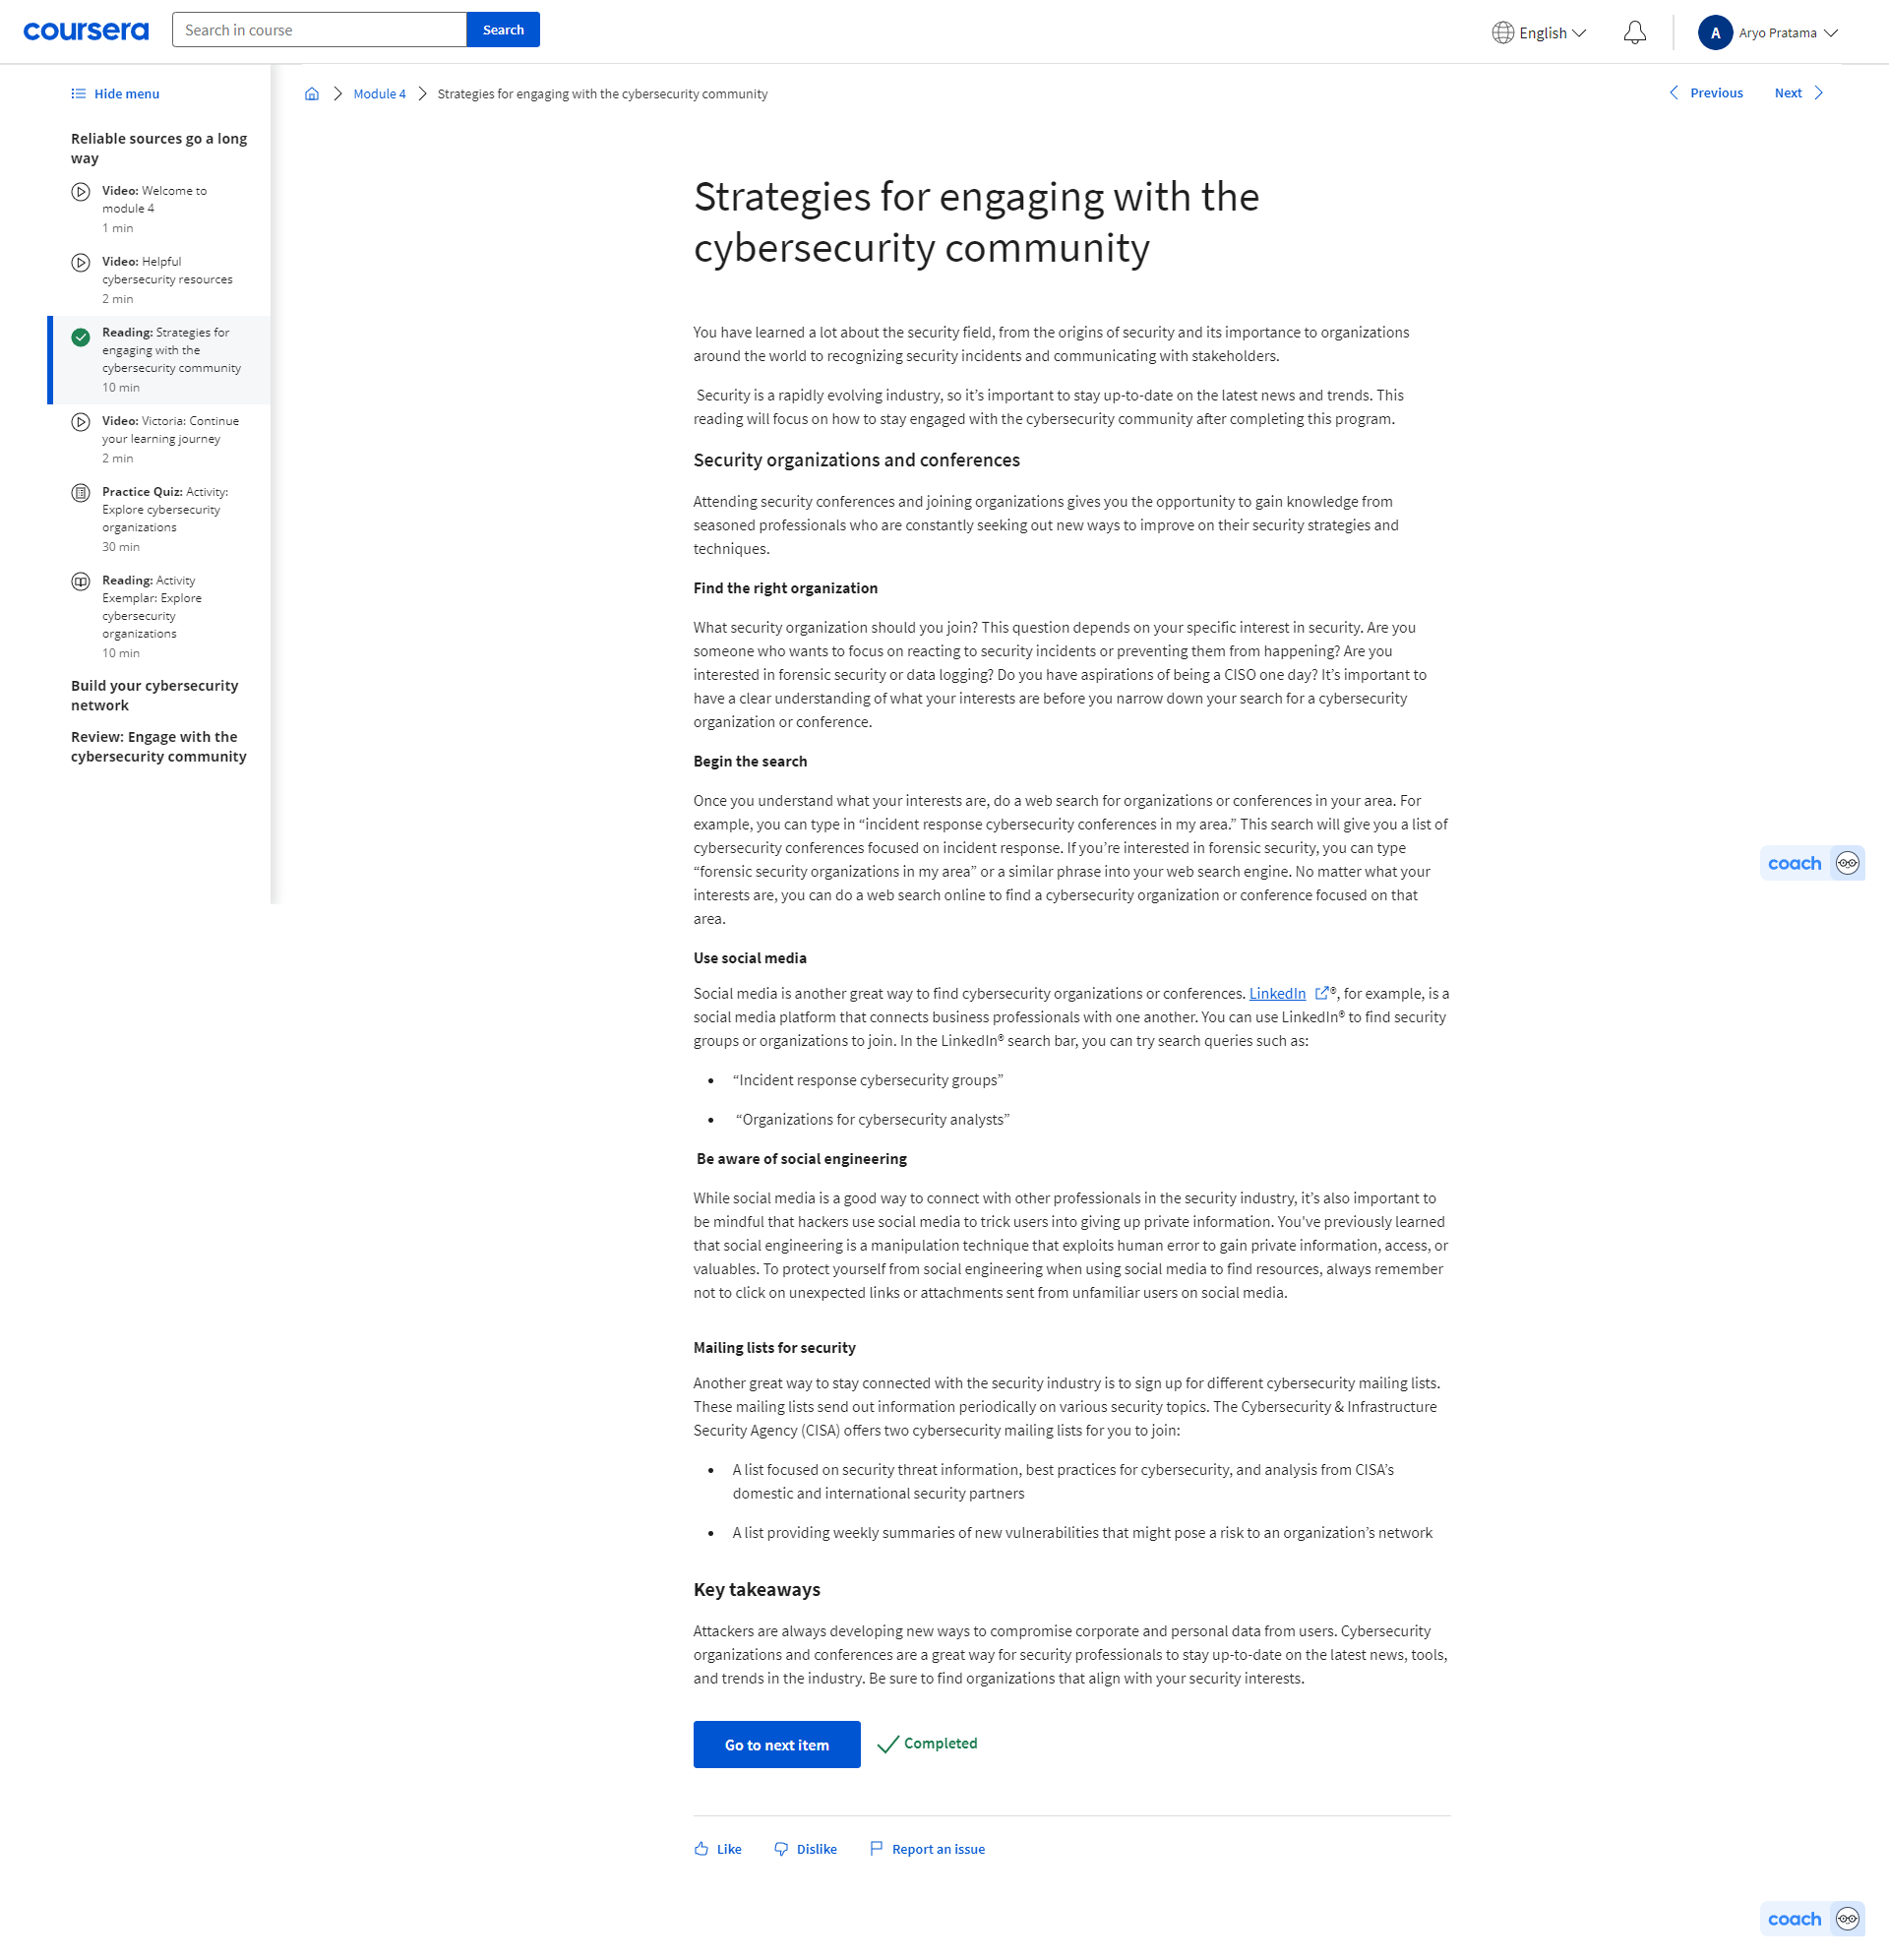 coursera
Search in course
Search
English
A
Aryo Pratama
Hide menu
Reliable sources go a long
way
Video: Welcome to
module 4
1 min
Video: Helpful
cybersecurity resources
2 min
Reading: Strategies for
engaging with the
cybersecurity community
10 min
Video: Victoria: Continue
your learning journey
2 min
Practice Quiz: Activity:
Explore cybersecurity
organizations
30 min
Reading: Activity
Exemplar: Explore
cybersecurity
organizations
10 min
Build your cybersecurity
network
Review: Engage with the
cybersecurity community
Module 4
Strategies for engaging with the cybersecurity community
Previous
Next
Strategies for engaging with the
cybersecurity community
You have learned a lot about the security field, from the origins of security and its importance to organizations
around the world to recognizing security incidents and communicating with stakeholders.
Security is a rapidly evolving industry, so it’s important to stay up-to-date on the latest news and trends. This
reading will focus on how to stay engaged with the cybersecurity community after completing this program.
Security organizations and conferences
Attending security conferences and joining organizations gives you the opportunity to gain knowledge from
seasoned professionals who are constantly seeking out new ways to improve on their security strategies and
techniques.
Find the right organization
What security organization should you join? This question depends on your specific interest in security. Are you
someone who wants to focus on reacting to security incidents or preventing them from happening? Are you
interested in forensic security or data logging? Do you have aspirations of being a CISO one day? It’s important to
have a clear understanding of what your interests are before you narrow down your search for a cybersecurity
organization or conference.
Begin the search
Once you understand what your interests are, do a web search for organizations or conferences in your area. For
example, you can type in “incident response cybersecurity conferences in my area.” This search will give you a list of
cybersecurity conferences focused on incident response. If you’re interested in forensic security, you can type
“forensic security organizations in my area” or a similar phrase into your web search engine. No matter what your
interests are, you can do a web search online to find a cybersecurity organization or conference focused on that
area.
Use social media
Social media is another great way to find cybersecurity organizations or conferences. LinkedIn ®, for example, is a
social media platform that connects business professionals with one another. You can use LinkedIn® to find security
groups or organizations to join. In the LinkedIn® search bar, you can try search queries such as:
• “Incident response cybersecurity groups”
• “Organizations for cybersecurity analysts”
Be aware of social engineering
While social media is a good way to connect with other professionals in the security industry, it’s also important to
be mindful that hackers use social media to trick users into giving up private information. You've previously learned
that social engineering is a manipulation technique that exploits human error to gain private information, access, or
valuables. To protect yourself from social engineering when using social media to find resources, always remember
not to click on unexpected links or attachments sent from unfamiliar users on social media.
Mailing lists for security
Another great way to stay connected with the security industry is to sign up for different cybersecurity mailing lists.
These mailing lists send out information periodically on various security topics. The Cybersecurity & Infrastructure
Security Agency (CISA) offers two cybersecurity mailing lists for you to join:
• A list focused on security threat information, best practices for cybersecurity, and analysis from CISA’s
domestic and international security partners
• A list providing weekly summaries of new vulnerabilities that might pose a risk to an organization’s network
Key takeaways
Attackers are always developing new ways to compromise corporate and personal data from users. Cybersecurity
organizations and conferences are a great way for security professionals to stay up-to-date on the latest news, tools,
and trends in the industry. Be sure to find organizations that align with your security interests.
Go to next item
Completed
Like
Dislike
Report an issue
coach
coach